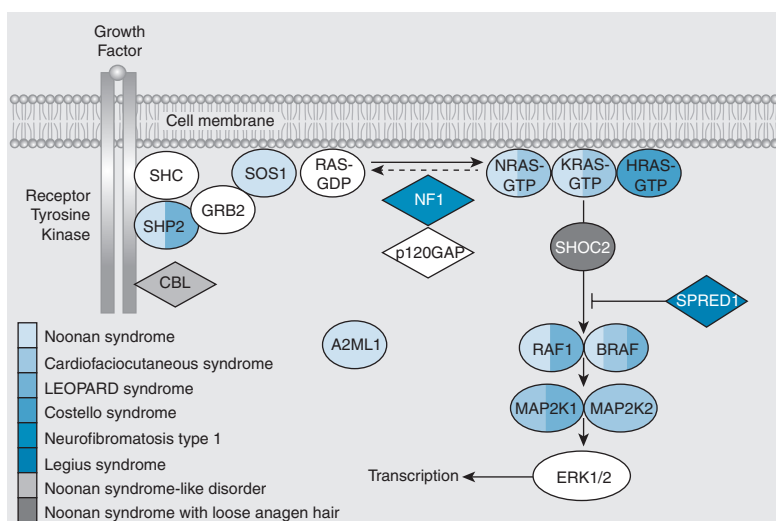 Growth
Factor
Cell membrane
Receptor
Tyrosine
Kinase
SHC
SHP2
GRB2
SOS1
RAS-
GDP
CBL
NF1
p120GAP
NRAS-
GTP
KRAS-
GTP
HRAS-
GTP
SHOC2
SPRED1
A2ML1
RAF1
BRAF
MAP2K1
MAP2K2
ERK1/2
Transcription
Noonan syndrome
Cardiofaciocutaneous syndrome
LEOPARD syndrome
Costello syndrome
Neurofibromatosis type 1
Legius syndrome
Noonan syndrome-like disorder
Noonan syndrome with loose anagen hair